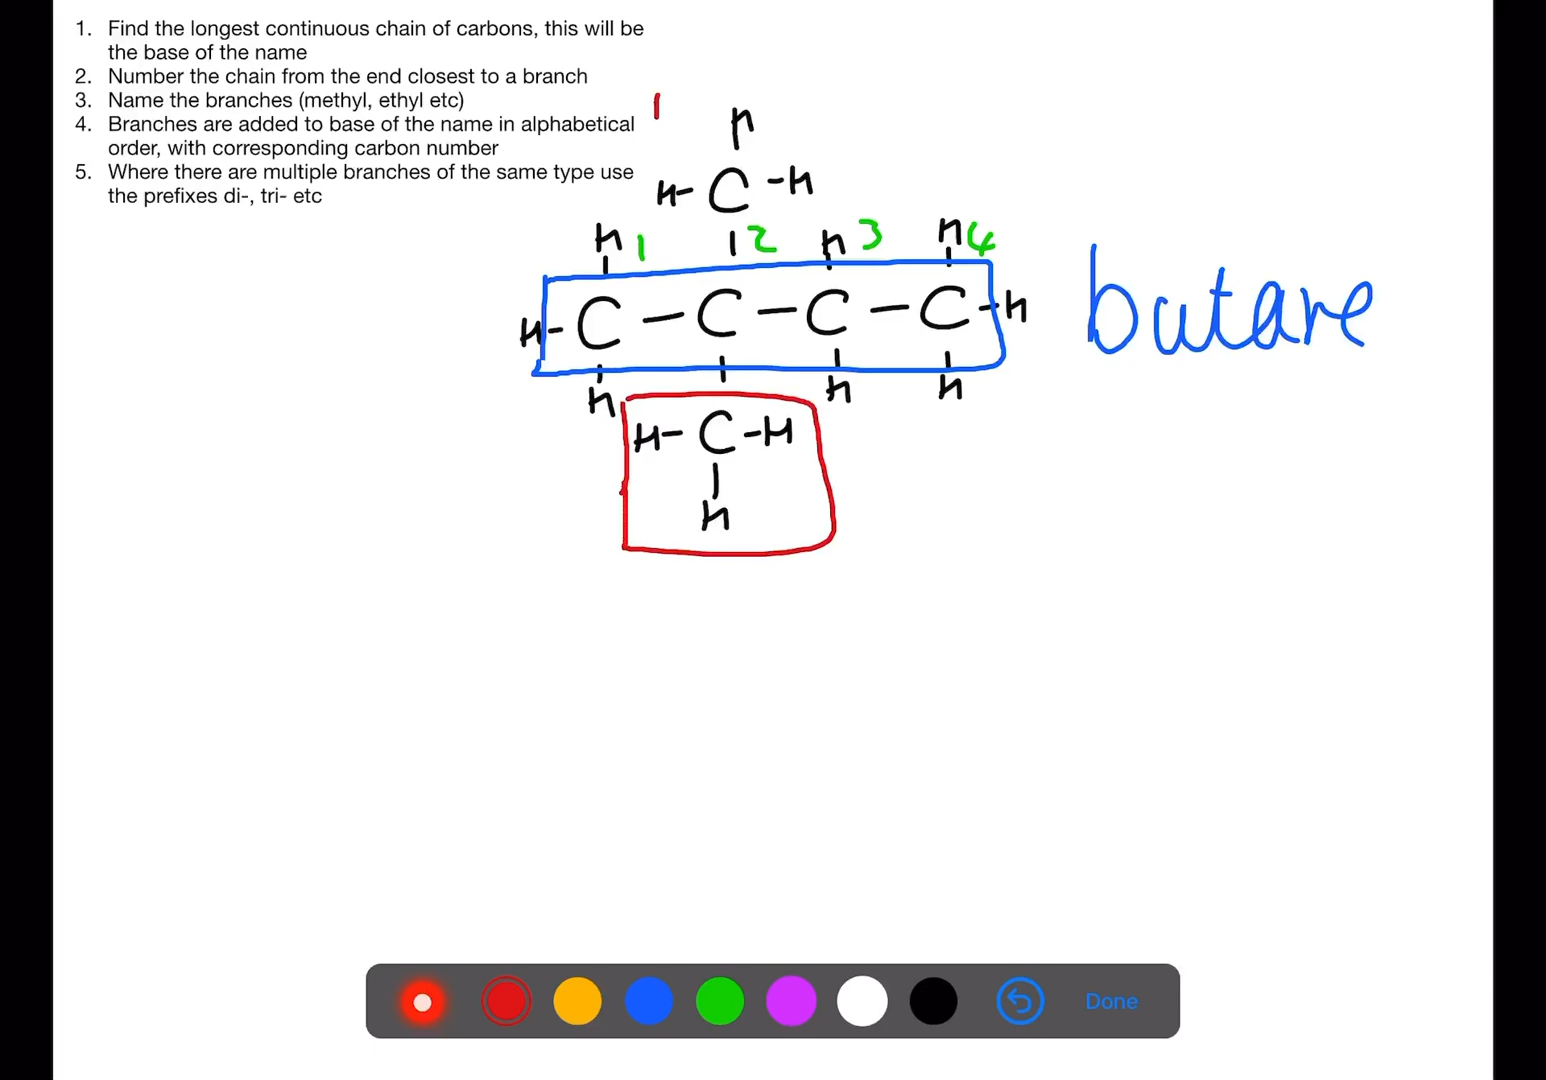 1. Find the longest continuous chain of carbons, this will be
the base of the name
2. Number the chain from the end closest to a branch
3. Name the branches (methyl, ethyl etc)
4. Branches are added to base of the name in alphabetical
order, with corresponding carbon number
5. Where there are multiple branches of the same type use
the prefixes di-, tri- etc
H
H- C -H
H 1 2 H 3 H 4
H- C - C - C - C -H
H H H
H- C -H
H
butane
Done